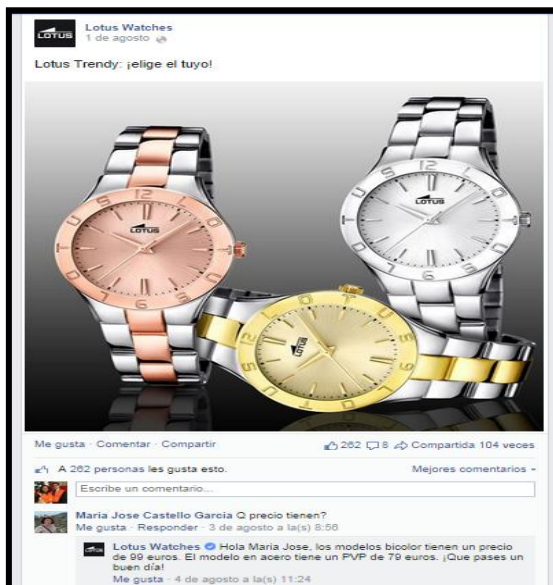 LOTUS
Lotus Watches
1 de agosto
Lotus Trendy: ¡elige el tuyo!
LOTUS
LOTUS
LOTUS
Me gusta · Comentar · Compartir
262 8 Compartida 104 veces
A 262 personas les gusta esto.
Mejores comentarios
Escribe un comentario...
Maria Jose Castello Garcia Q precio tienen?
Me gusta · Responder · 3 de agosto a la(s) 8:56
Lotus Watches Hola Maria Jose, los modelos bicolor tienen un precio
de 99 euros. El modelo en acero tiene un PVP de 79 euros. ¡Que pases un
buen día!
Me gusta · 4 de agosto a la(s) 11:24